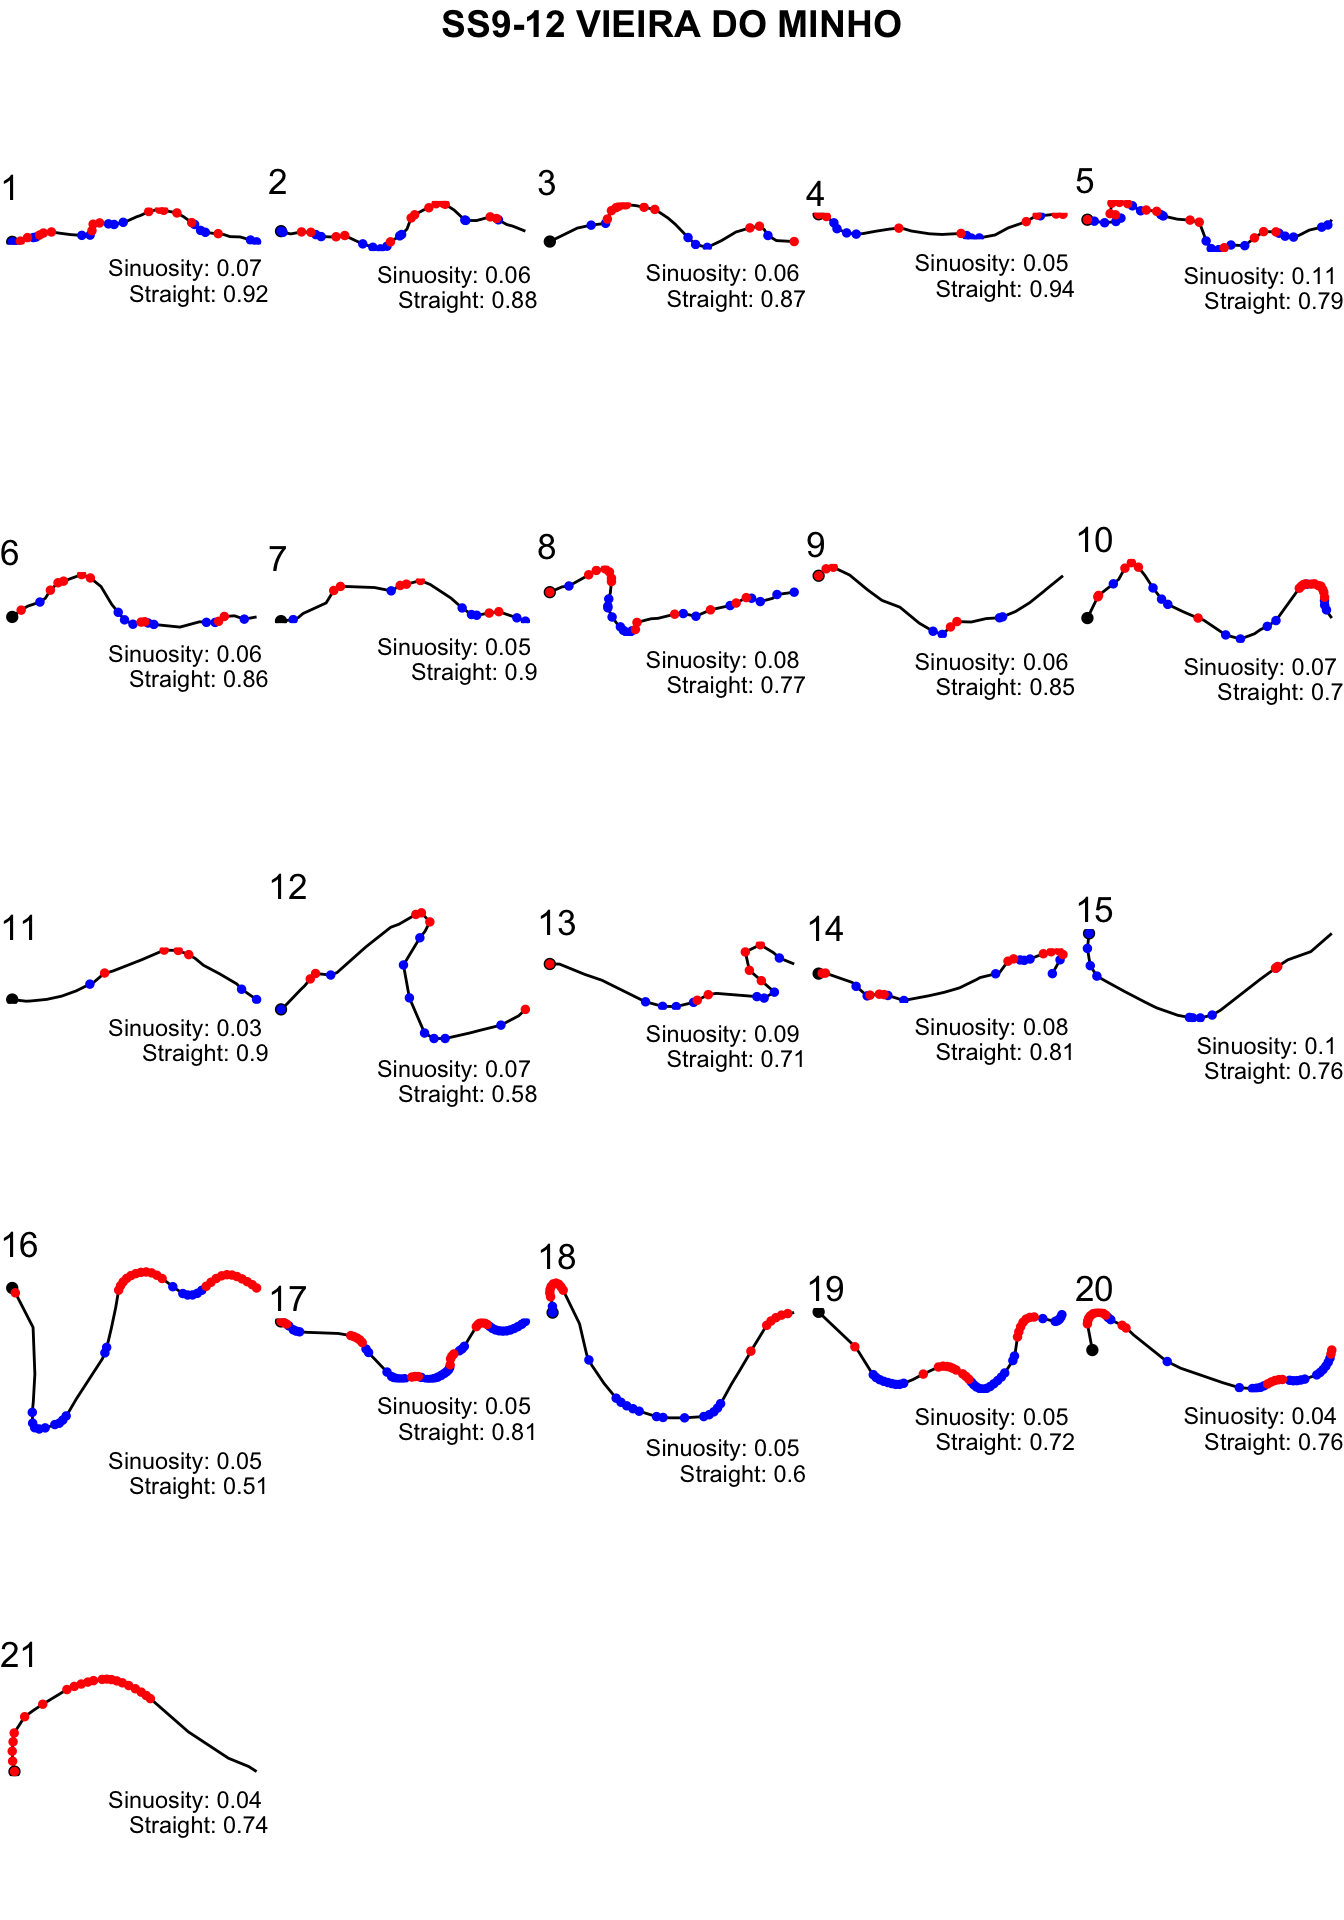 SS9-12 VIEIRA DO MINHO
1
Sinuosity: 0.07
Straight: 0.92
2
Sinuosity: 0.06
Straight: 0.88
3
Sinuosity: 0.06
Straight: 0.87
4
Sinuosity: 0.05
Straight: 0.94
5
Sinuosity: 0.11
Straight: 0.79
6
Sinuosity: 0.06
Straight: 0.86
7
Sinuosity: 0.05
Straight: 0.9
8
Sinuosity: 0.08
Straight: 0.77
9
Sinuosity: 0.06
Straight: 0.85
10
Sinuosity: 0.07
Straight: 0.7
11
Sinuosity: 0.03
Straight: 0.9
12
Sinuosity: 0.07
Straight: 0.58
13
Sinuosity: 0.09
Straight: 0.71
14
Sinuosity: 0.08
Straight: 0.81
15
Sinuosity: 0.1
Straight: 0.76
16
Sinuosity: 0.05
Straight: 0.51
17
Sinuosity: 0.05
Straight: 0.81
18
Sinuosity: 0.05
Straight: 0.6
19
Sinuosity: 0.05
Straight: 0.72
20
Sinuosity: 0.04
Straight: 0.76
21
Sinuosity: 0.04
Straight: 0.74